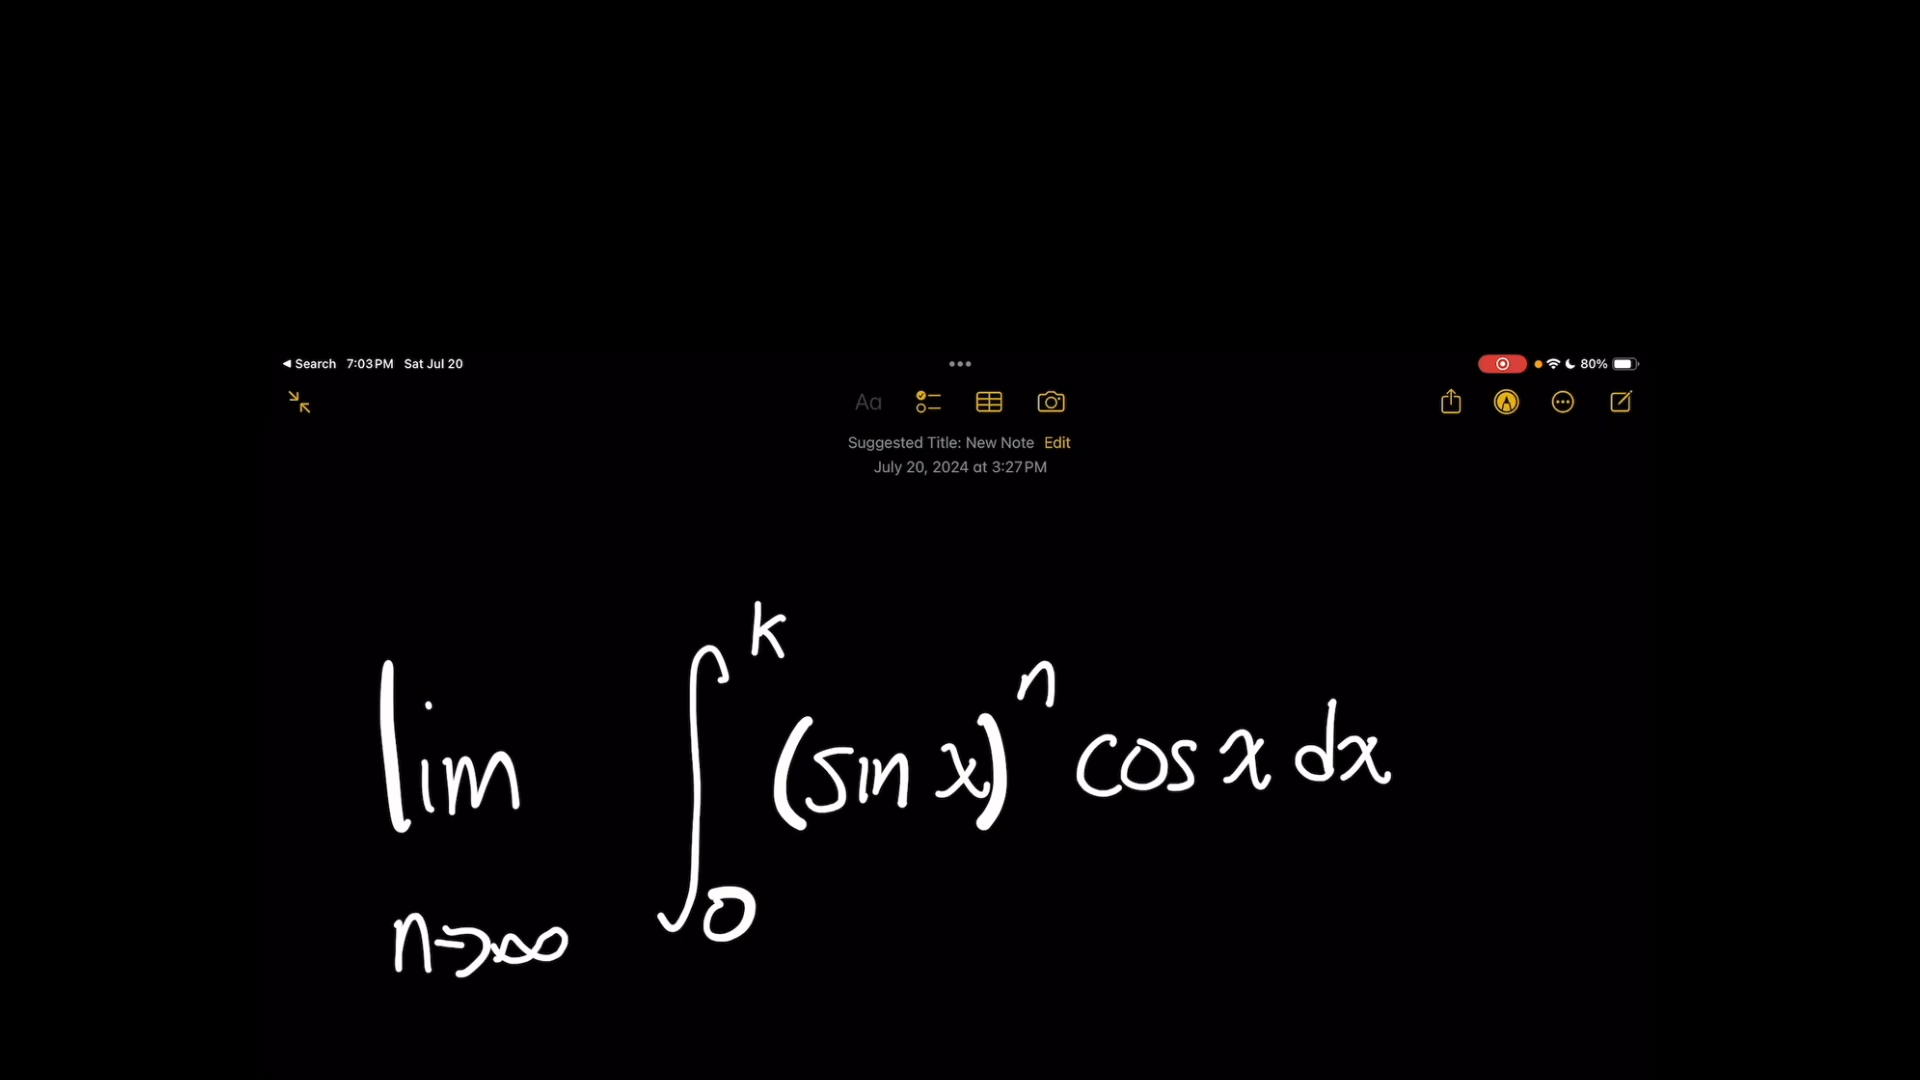 ◀ Search 7:03 PM Sat Jul 20 80%
Aa
Suggested Title: New Note Edit
July 20, 2024 at 3:27 PM
lim ∫₀ᵏ (sin x)ⁿ cos x dx
n→∞